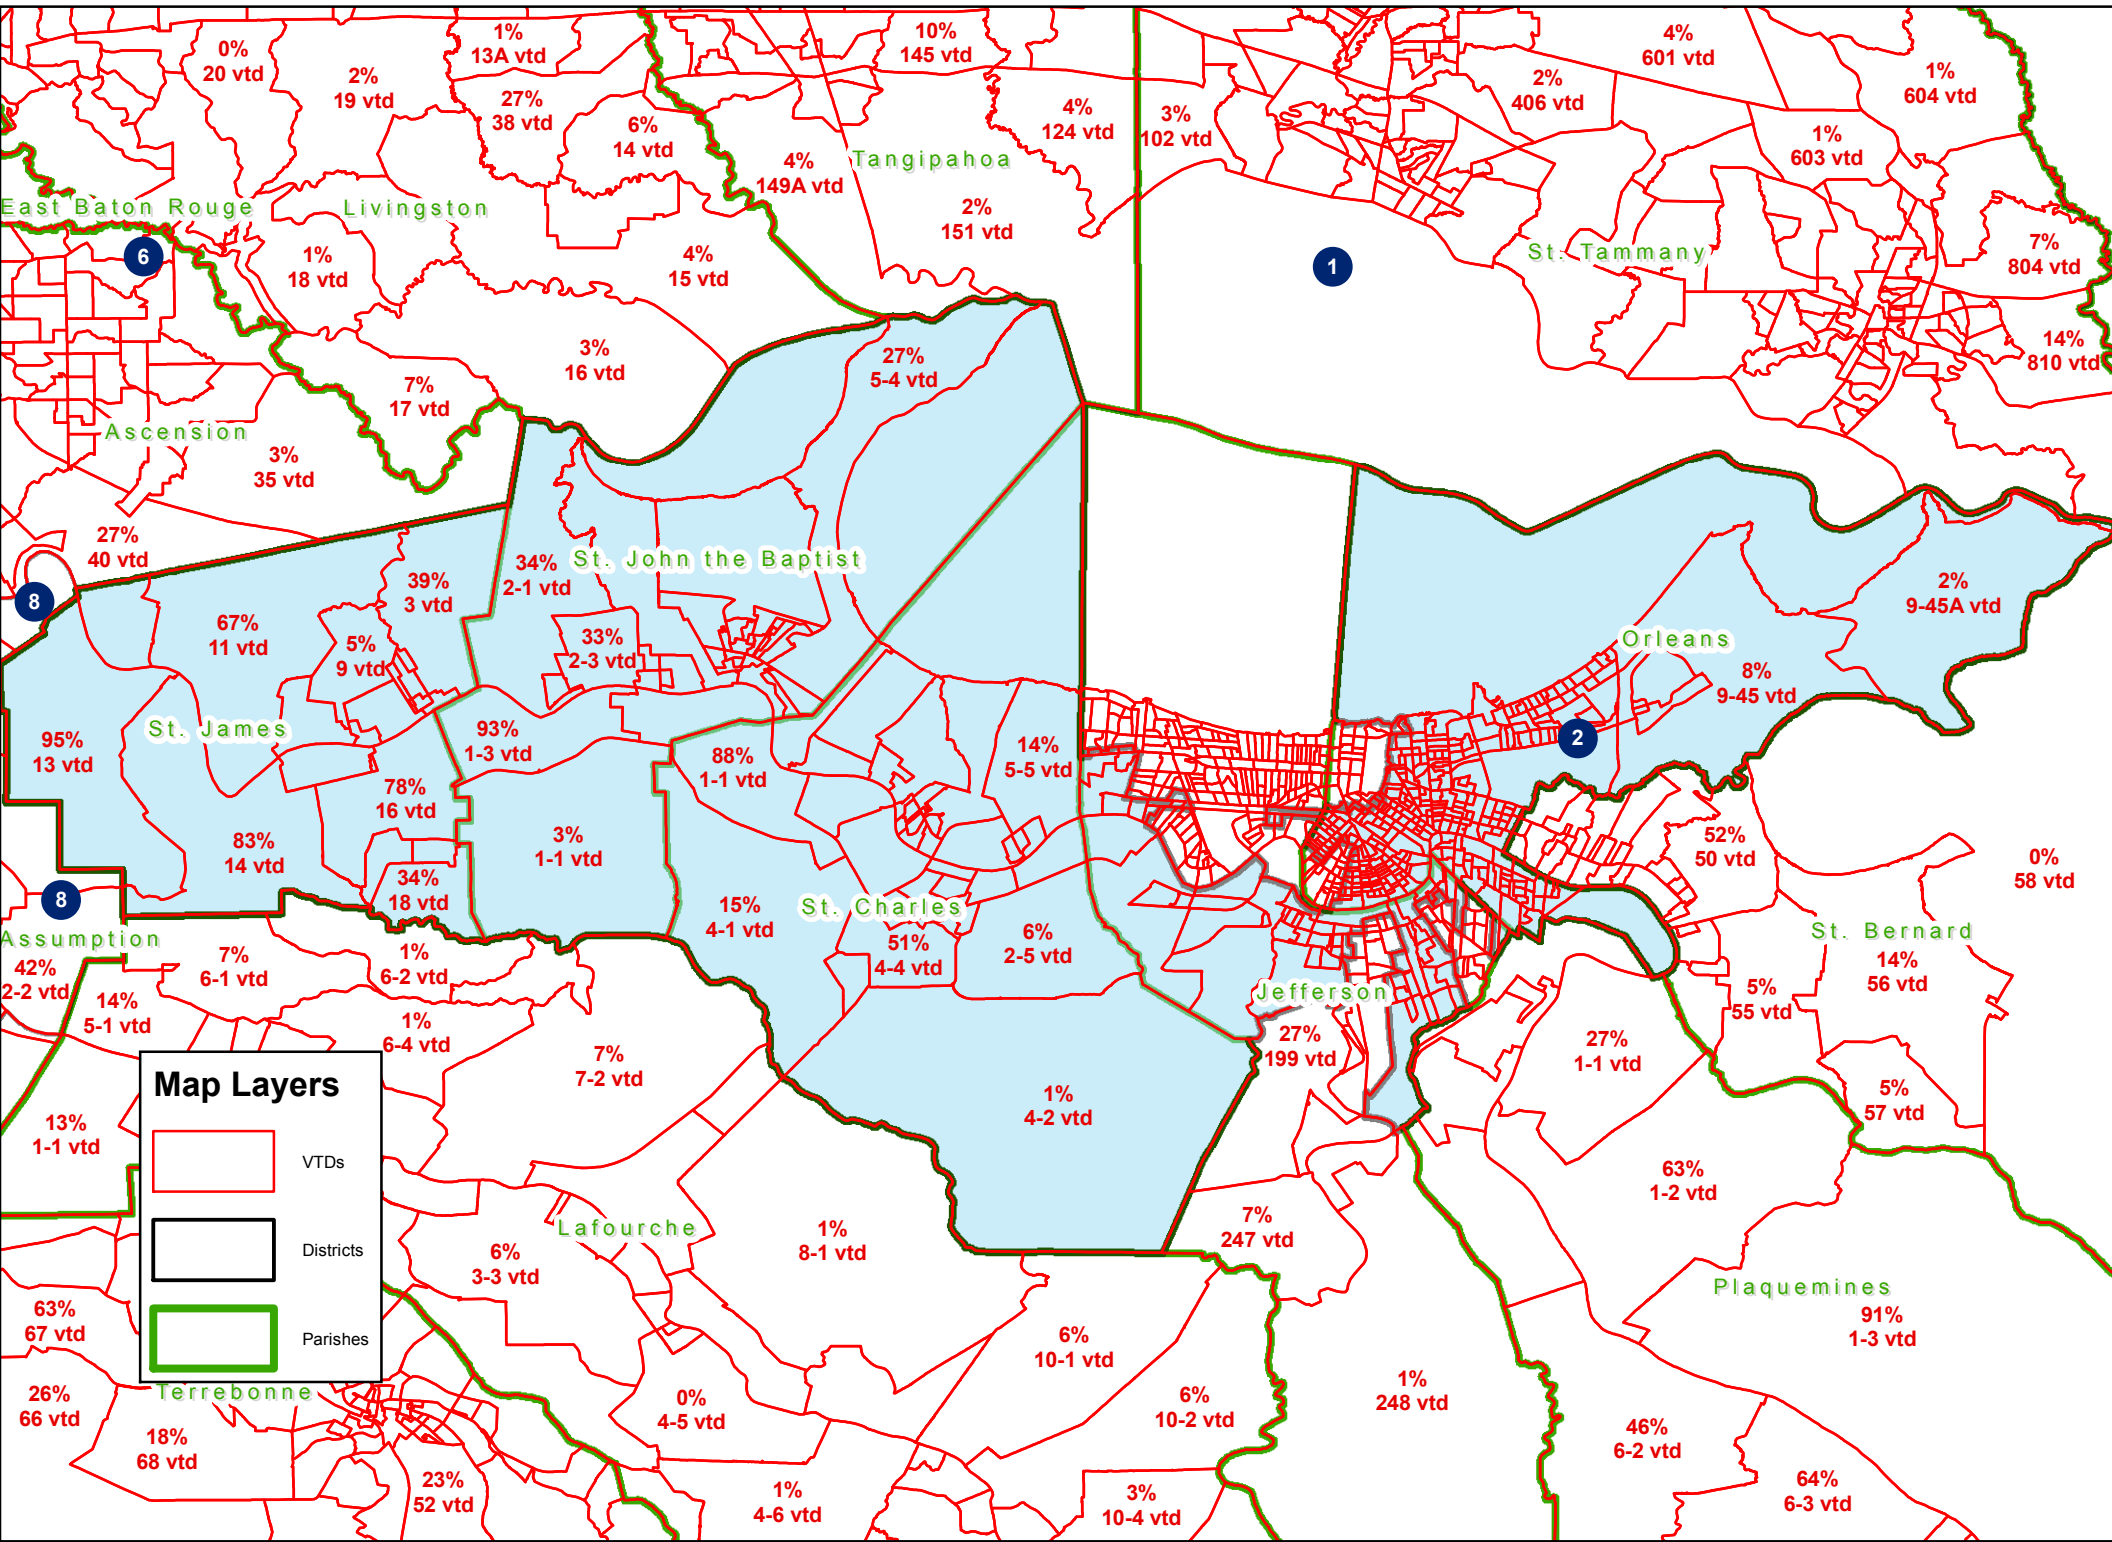 0%
20 vtd
1%
13A vtd
10%
145 vtd
4%
601 vtd
2%
19 vtd
27%
38 vtd
6%
14 vtd
4%
124 vtd
3%
102 vtd
2%
406 vtd
1%
604 vtd
1%
603 vtd
4%
149A vtd
Tangipahoa
East Baton Rouge
Livingston
2%
151 vtd
6
1%
18 vtd
4%
15 vtd
1
St. Tammany
7%
804 vtd
3%
16 vtd
27%
5-4 vtd
14%
810 vtd
7%
17 vtd
Ascension
3%
35 vtd
27%
40 vtd
8
39%
3 vtd
34%
2-1 vtd
St. John the Baptist
2%
9-45A vtd
67%
11 vtd
5%
9 vtd
33%
2-3 vtd
Orleans
8%
9-45 vtd
2
95%
13 vtd
St. James
93%
1-3 vtd
88%
1-1 vtd
14%
5-5 vtd
78%
16 vtd
83%
14 vtd
3%
1-1 vtd
52%
50 vtd
0%
58 vtd
8
34%
18 vtd
15%
4-1 vtd
St. Charles
51%
4-4 vtd
6%
2-5 vtd
Assumption
42%
2-2 vtd
7%
6-1 vtd
1%
6-2 vtd
St. Bernard
14%
56 vtd
14%
5-1 vtd
1%
6-4 vtd
Jefferson
27%
199 vtd
5%
55 vtd
27%
1-1 vtd
7%
7-2 vtd
1%
4-2 vtd
5%
57 vtd
13%
1-1 vtd
Map Layers
VTDs
Districts
Parishes
63%
1-2 vtd
Lafourche
1%
8-1 vtd
7%
247 vtd
6%
3-3 vtd
Plaquemines
91%
1-3 vtd
63%
67 vtd
6%
10-1 vtd
26%
66 vtd
Terrebonne
0%
4-5 vtd
6%
10-2 vtd
1%
248 vtd
18%
68 vtd
46%
6-2 vtd
23%
52 vtd
1%
4-6 vtd
3%
10-4 vtd
64%
6-3 vtd